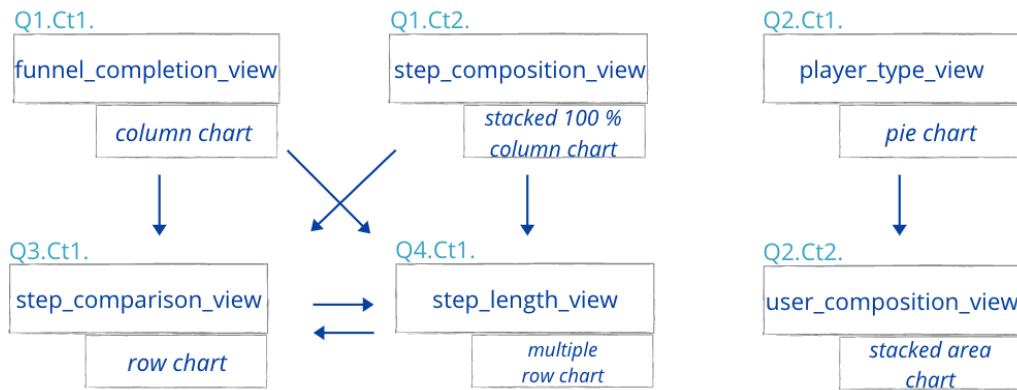 Q1.Ct1.
funnel_completion_view
column chart
Q1.Ct2.
step_composition_view
stacked 100 %
column chart
Q2.Ct1.
player_type_view
pie chart
Q3.Ct1.
step_comparison_view
row chart
Q4.Ct1.
step_length_view
multiple
row chart
Q2.Ct2.
user_composition_view
stacked area
chart